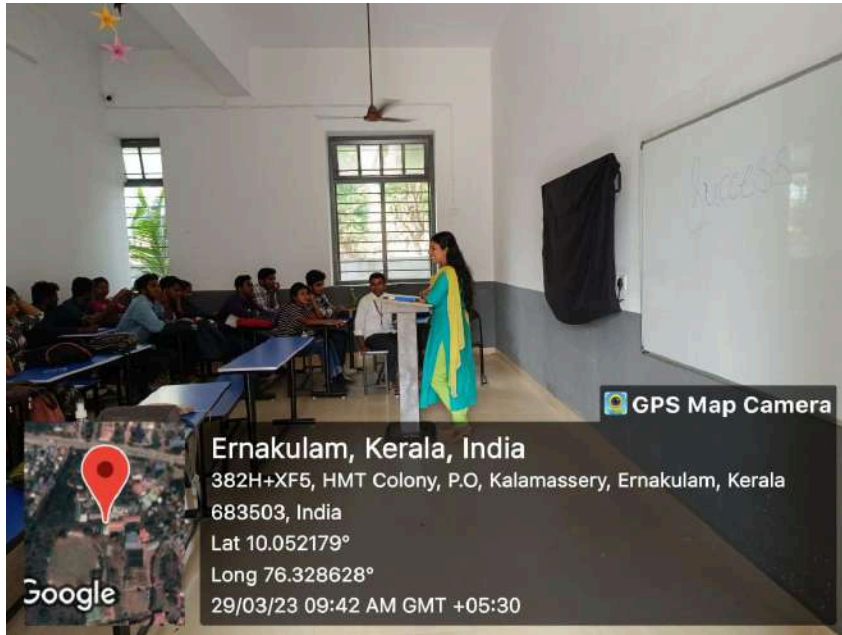 Success
GPS Map Camera
Ernakulam, Kerala, India
382H+XF5, HMT Colony, P.O, Kalamassery, Ernakulam, Kerala
683503, India
Lat 10.052179°
Long 76.328628°
29/03/23 09:42 AM GMT +05:30
Google